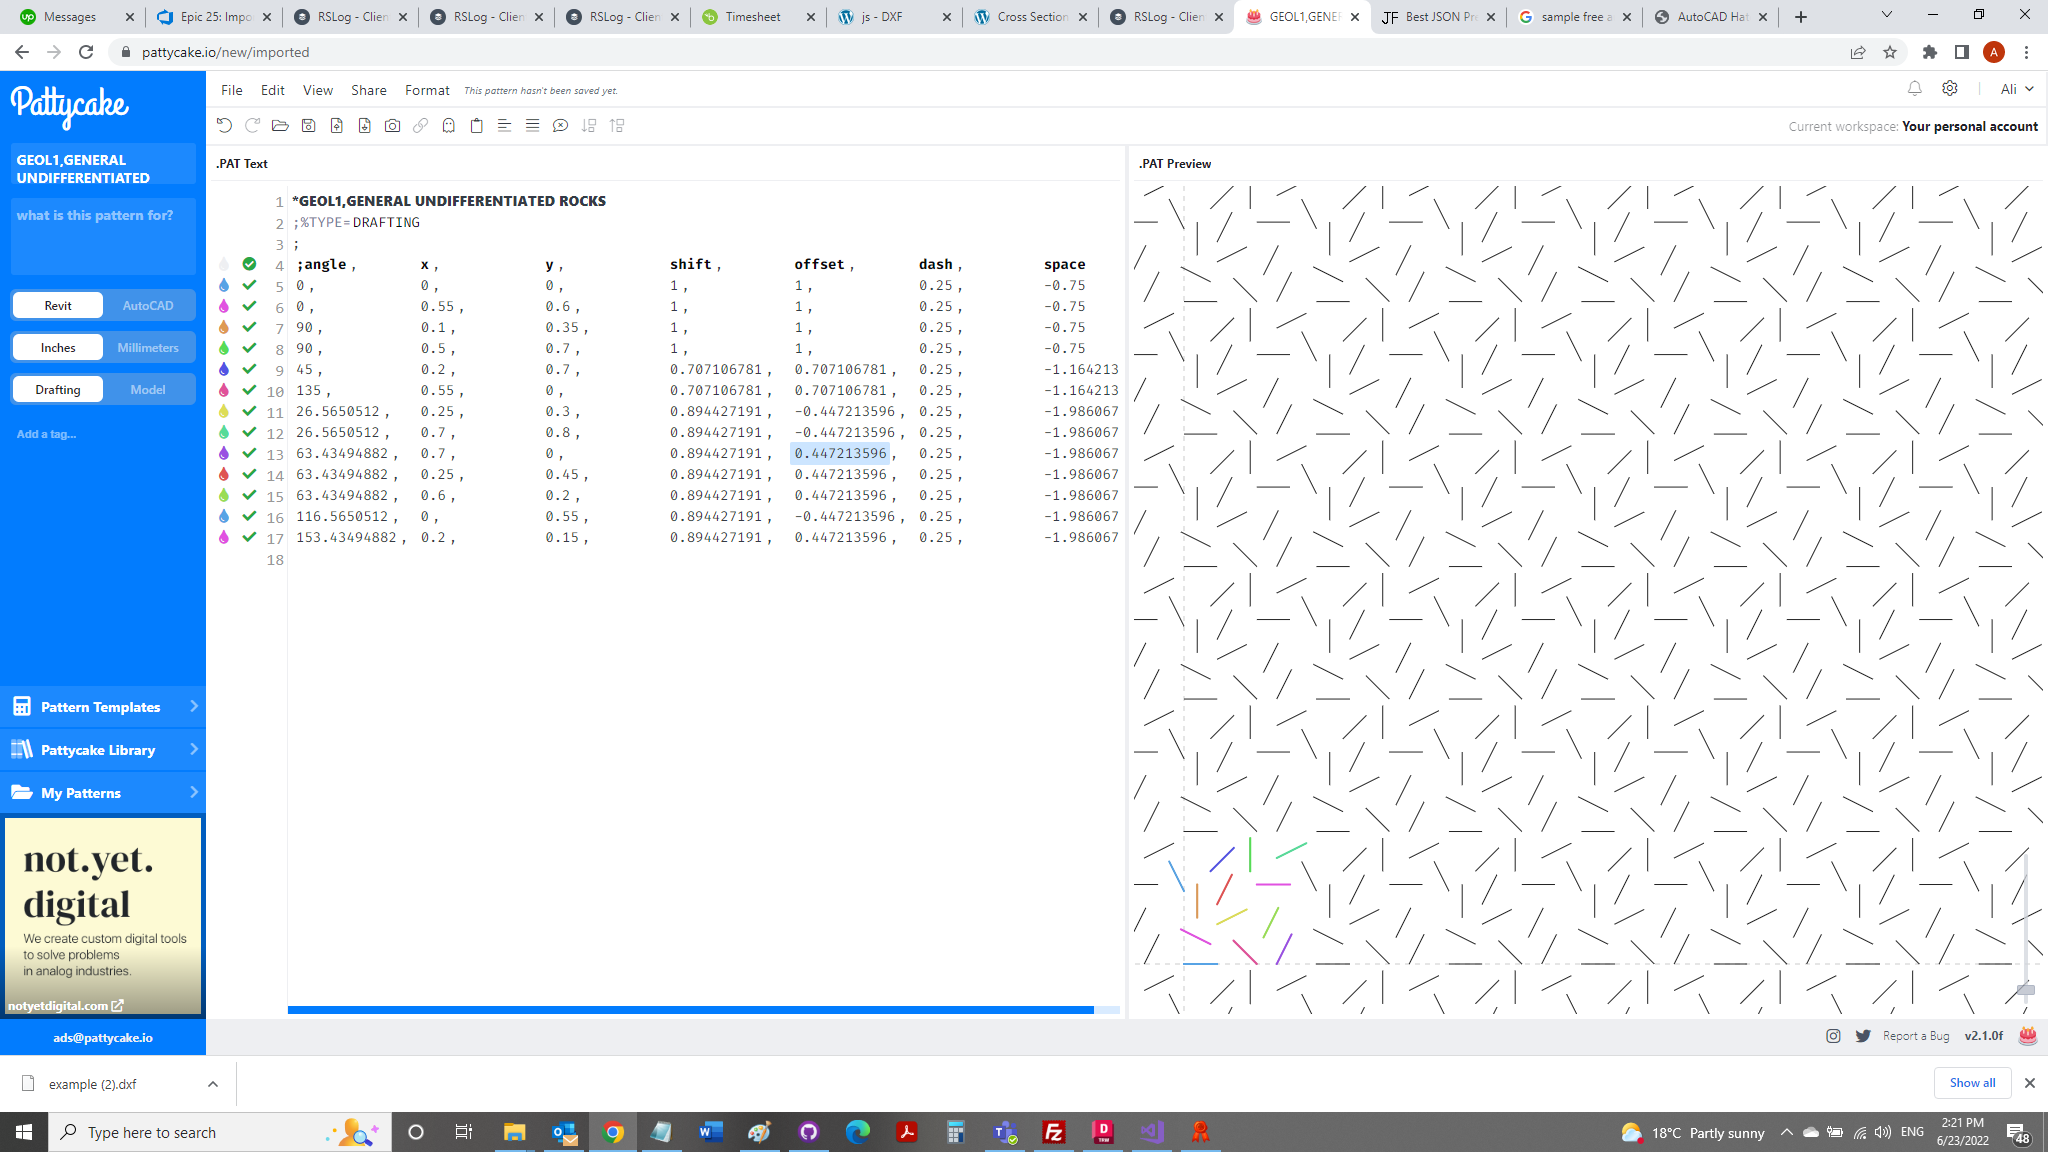 Messages
Epic 25: Impo
RSLog - Clien
RSLog - Clien
RSLog - Clien
Timesheet
js - DXF
Cross Section
RSLog - Clien
GEOL1,GENEF
Best JSON Pr
sample free a
AutoCAD Hat
pattycake.io/new/imported
A
Pattycake
File Edit View Share Format This pattern hasn't been saved yet.
Ali
Current workspace: Your personal account
GEOL1,GENERAL
UNDIFFERENTIATED
what is this pattern for?
Revit AutoCAD
Inches Millimeters
Drafting Model
Add a tag...
Pattern Templates
Pattycake Library
My Patterns
not.yet.
digital
We create custom digital tools
to solve problems
in analog industries.
notyetdigital.com
ads@pattycake.io
.PAT Text
1 *GEOL1,GENERAL UNDIFFERENTIATED ROCKS
2 ;%TYPE=DRAFTING
3 ;
4 ;angle, x, y, shift, offset, dash, space
5 0, 0, 0, 1, 1, 0.25, -0.75
6 0, 0.55, 0.6, 1, 1, 0.25, -0.75
7 90, 0.1, 0.35, 1, 1, 0.25, -0.75
8 90, 0.5, 0.7, 1, 1, 0.25, -0.75
9 45, 0.2, 0.7, 0.707106781, 0.707106781, 0.25, -1.164213
10 135, 0.55, 0, 0.707106781, 0.707106781, 0.25, -1.164213
11 26.5650512, 0.25, 0.3, 0.894427191, -0.447213596, 0.25, -1.986067
12 26.5650512, 0.7, 0.8, 0.894427191, -0.447213596, 0.25, -1.986067
13 63.43494882, 0.7, 0, 0.894427191, 0.447213596, 0.25, -1.986067
14 63.43494882, 0.25, 0.45, 0.894427191, 0.447213596, 0.25, -1.986067
15 63.43494882, 0.6, 0.2, 0.894427191, 0.447213596, 0.25, -1.986067
16 116.5650512, 0, 0.55, 0.894427191, -0.447213596, 0.25, -1.986067
17 153.43494882, 0.2, 0.15, 0.894427191, 0.447213596, 0.25, -1.986067
18
.PAT Preview
Report a Bug v2.1.0f
example (2).dxf
Show all
Type here to search
18°C Partly sunny
ENG
2:21 PM
6/23/2022
48